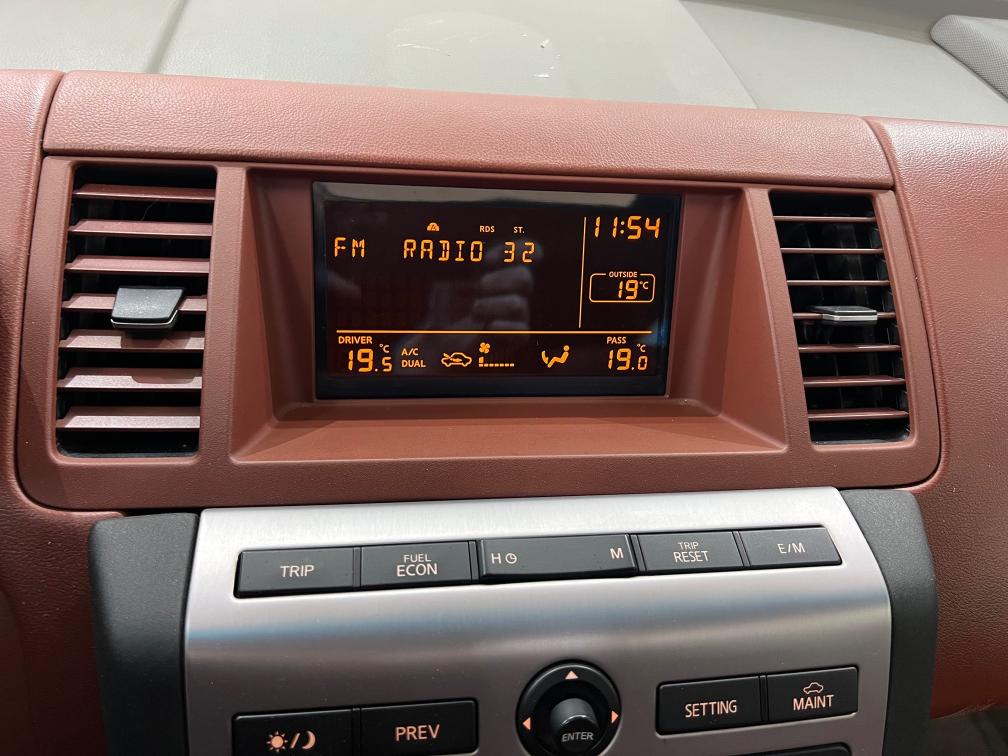 RDS ST. 11:54
FM RADIO 32
OUTSIDE
19°C
DRIVER PASS
19.5 °C A/C DUAL 19.0 °C
TRIP FUEL ECON H M TRIP RESET E/M
SETTING MAINT
PREV ENTER